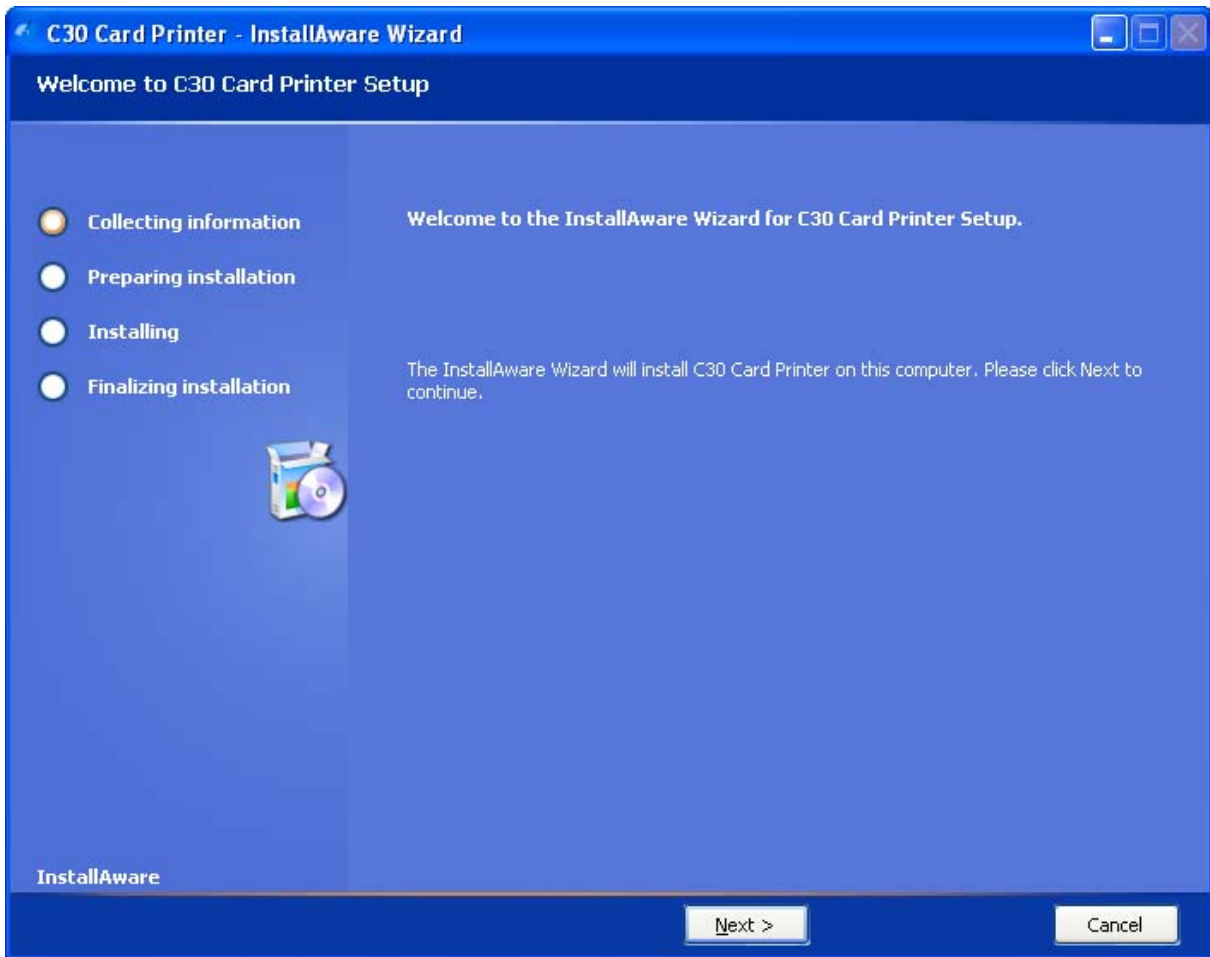 C30 Card Printer - InstallAware Wizard
Welcome to C30 Card Printer Setup
Collecting information
Preparing installation
Installing
Finalizing installation
Welcome to the InstallAware Wizard for C30 Card Printer Setup.
The InstallAware Wizard will install C30 Card Printer on this computer. Please click Next to
continue.
InstallAware
Next >
Cancel